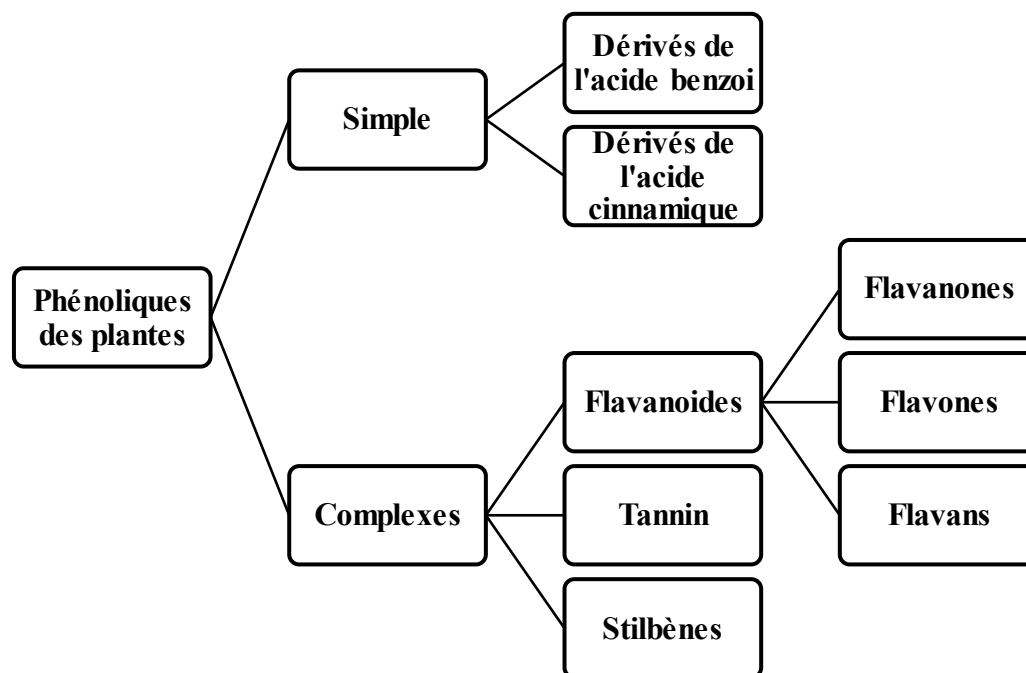 Dérivés de
l'acide benzoi
Simple
Dérivés de
l'acide
cinnamique
Phénoliques
des plantes
Flavanones
Flavanoides
Flavones
Complexes
Tannin
Flavans
Stilbènes